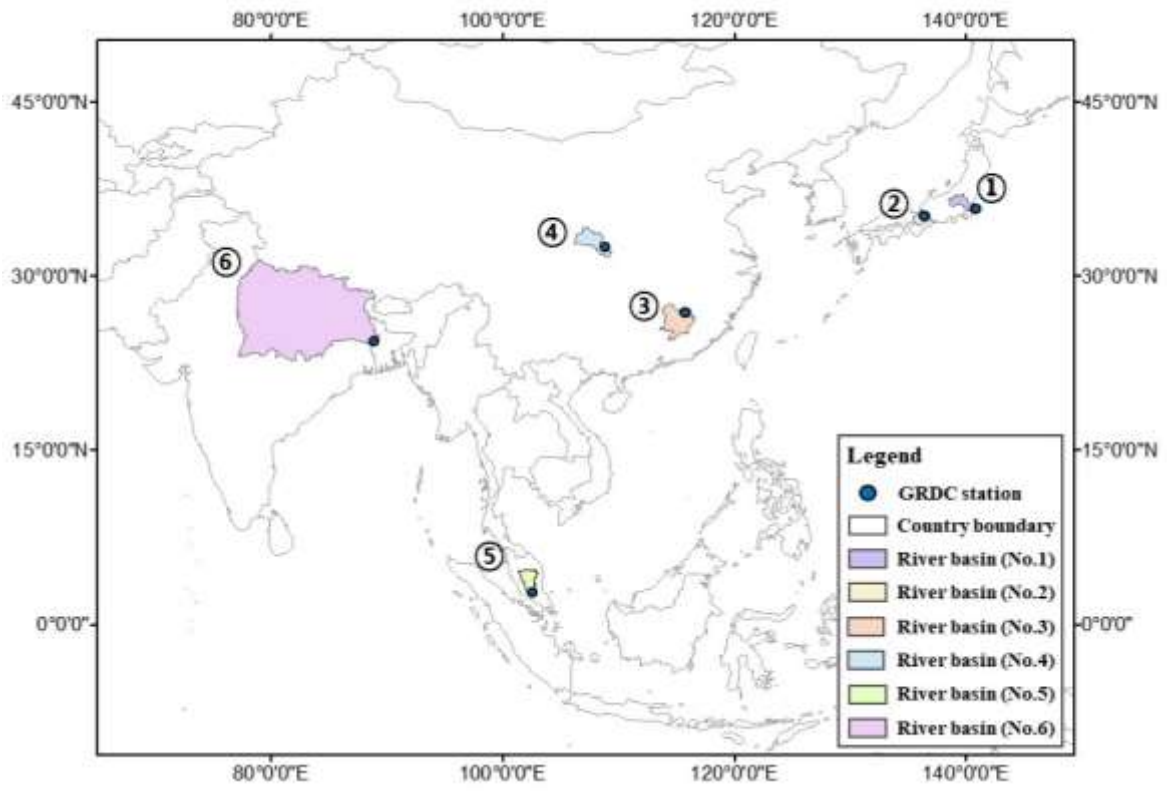 80°0'0"E 100°0'0"E 120°0'0"E 140°0'0"E
45°0'0"N 45°0'0"N
①
②
④
⑥
30°0'0"N 30°0'0"N
③
15°0'0"N 15°0'0"N
Legend
GRDC station
Country boundary
⑤
River basin (No.1)
River basin (No.2)
0°0'0" 0°0'0"
River basin (No.3)
River basin (No.4)
River basin (No.5)
River basin (No.6)
80°0'0"E 100°0'0"E 120°0'0"E 140°0'0"E